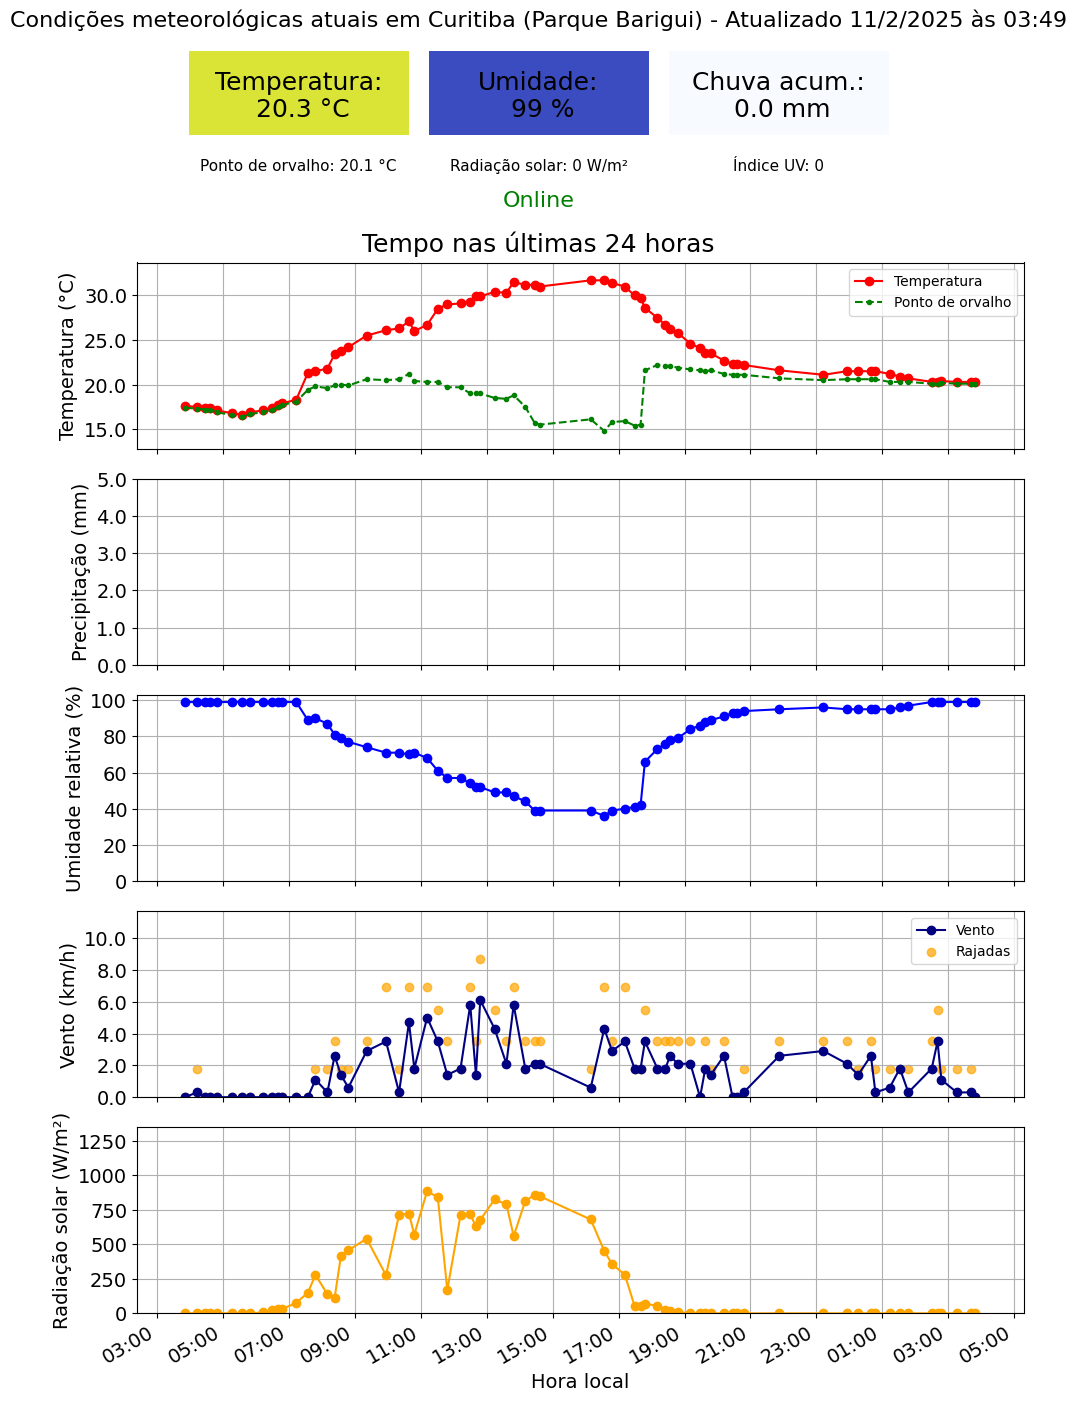 Condições meteorológicas atuais em Curitiba (Parque Barigui) - Atualizado 11/2/2025 às 03:49
Temperatura:
20.3 °C
Umidade:
99 %
Chuva acum.:
0.0 mm
Ponto de orvalho: 20.1 °C
Radiação solar: 0 W/m²
Índice UV: 0
Online
Tempo nas últimas 24 horas
Temperatura (°C)
30.0
25.0
20.0
15.0
Temperatura
Ponto de orvalho
Precipitação (mm)
5.0
4.0
3.0
2.0
1.0
0.0
Umidade relativa (%)
100
80
60
40
20
0
Vento (km/h)
10.0
8.0
6.0
4.0
2.0
0.0
Vento
Rajadas
Radiação solar (W/m²)
1250
1000
750
500
250
0
03:00
05:00
07:00
09:00
11:00
13:00
15:00
17:00
19:00
21:00
23:00
01:00
03:00
05:00
Hora local